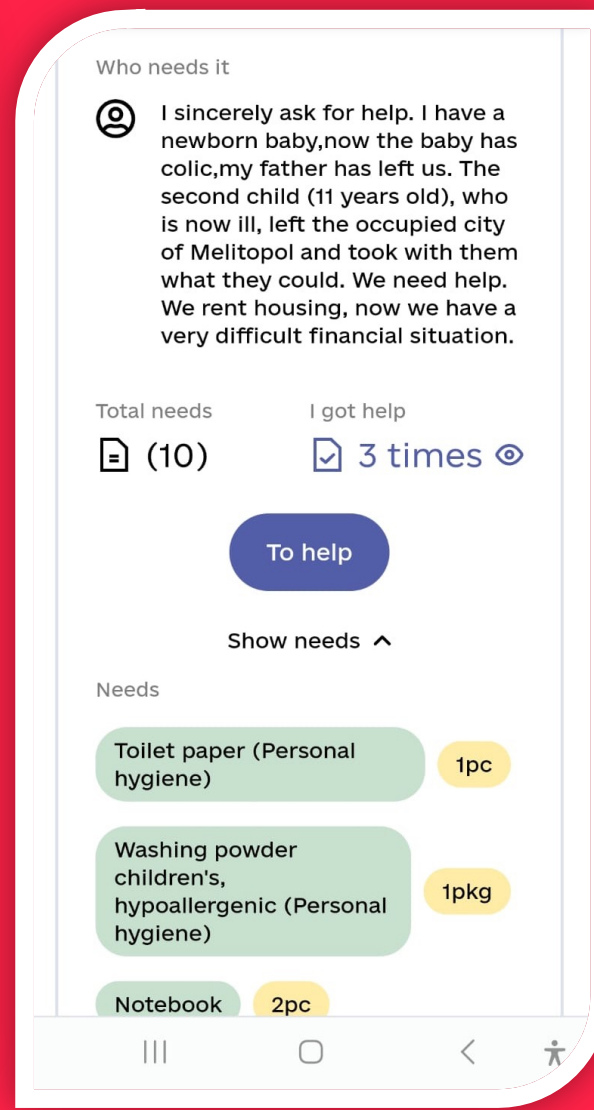 Who needs it
I sincerely ask for help. I have a
newborn baby,now the baby has
colic,my father has left us. The
second child (11 years old), who
is now ill, left the occupied city
of Melitopol and took with them
what they could. We need help.
We rent housing, now we have a
very difficult financial situation.
Total needs
I got help
(10)
3 times
To help
Show needs
Needs
Toilet paper (Personal
hygiene)
1pc
Washing powder
children's,
hypoallergenic (Personal
hygiene)
1pkg
Notebook
2pc